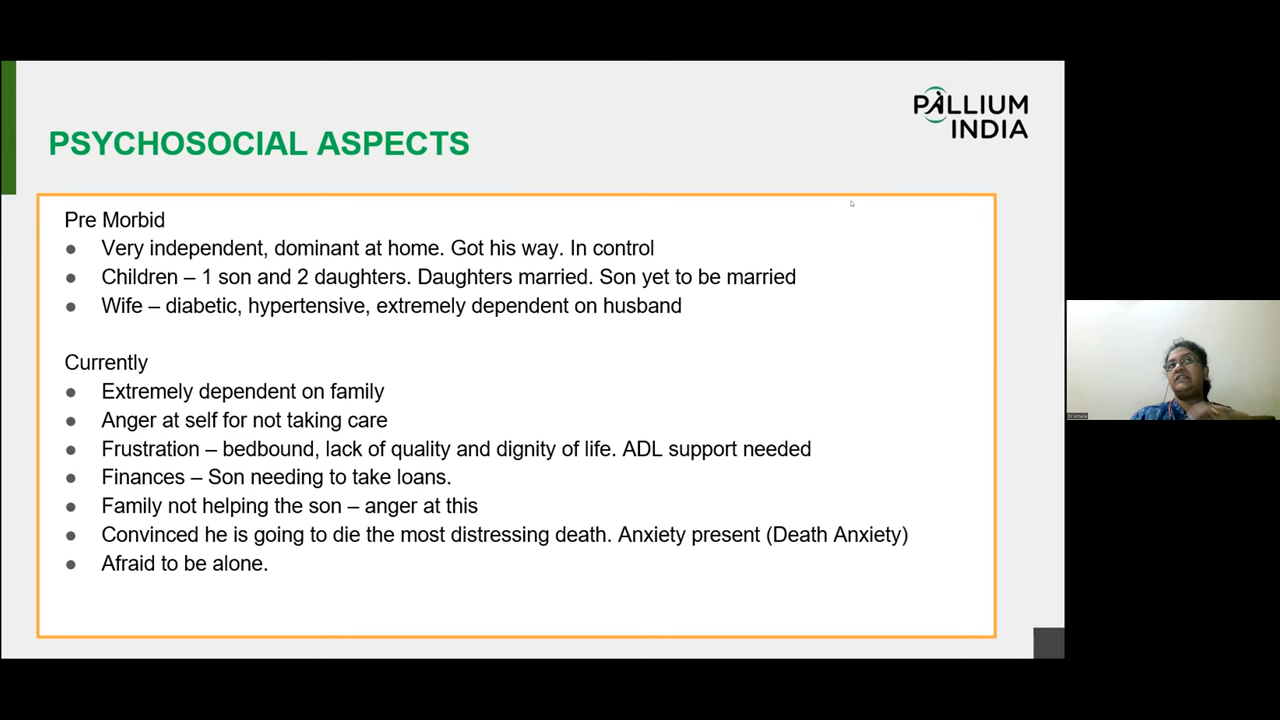 PALLIUM
INDIA
PSYCHOSOCIAL ASPECTS
Pre Morbid
● Very independent, dominant at home. Got his way. In control
● Children – 1 son and 2 daughters. Daughters married. Son yet to be married
● Wife – diabetic, hypertensive, extremely dependent on husband
Currently
● Extremely dependent on family
● Anger at self for not taking care
● Frustration – bedbound, lack of quality and dignity of life. ADL support needed
● Finances – Son needing to take loans.
● Family not helping the son – anger at this
● Convinced he is going to die the most distressing death. Anxiety present (Death Anxiety)
● Afraid to be alone.